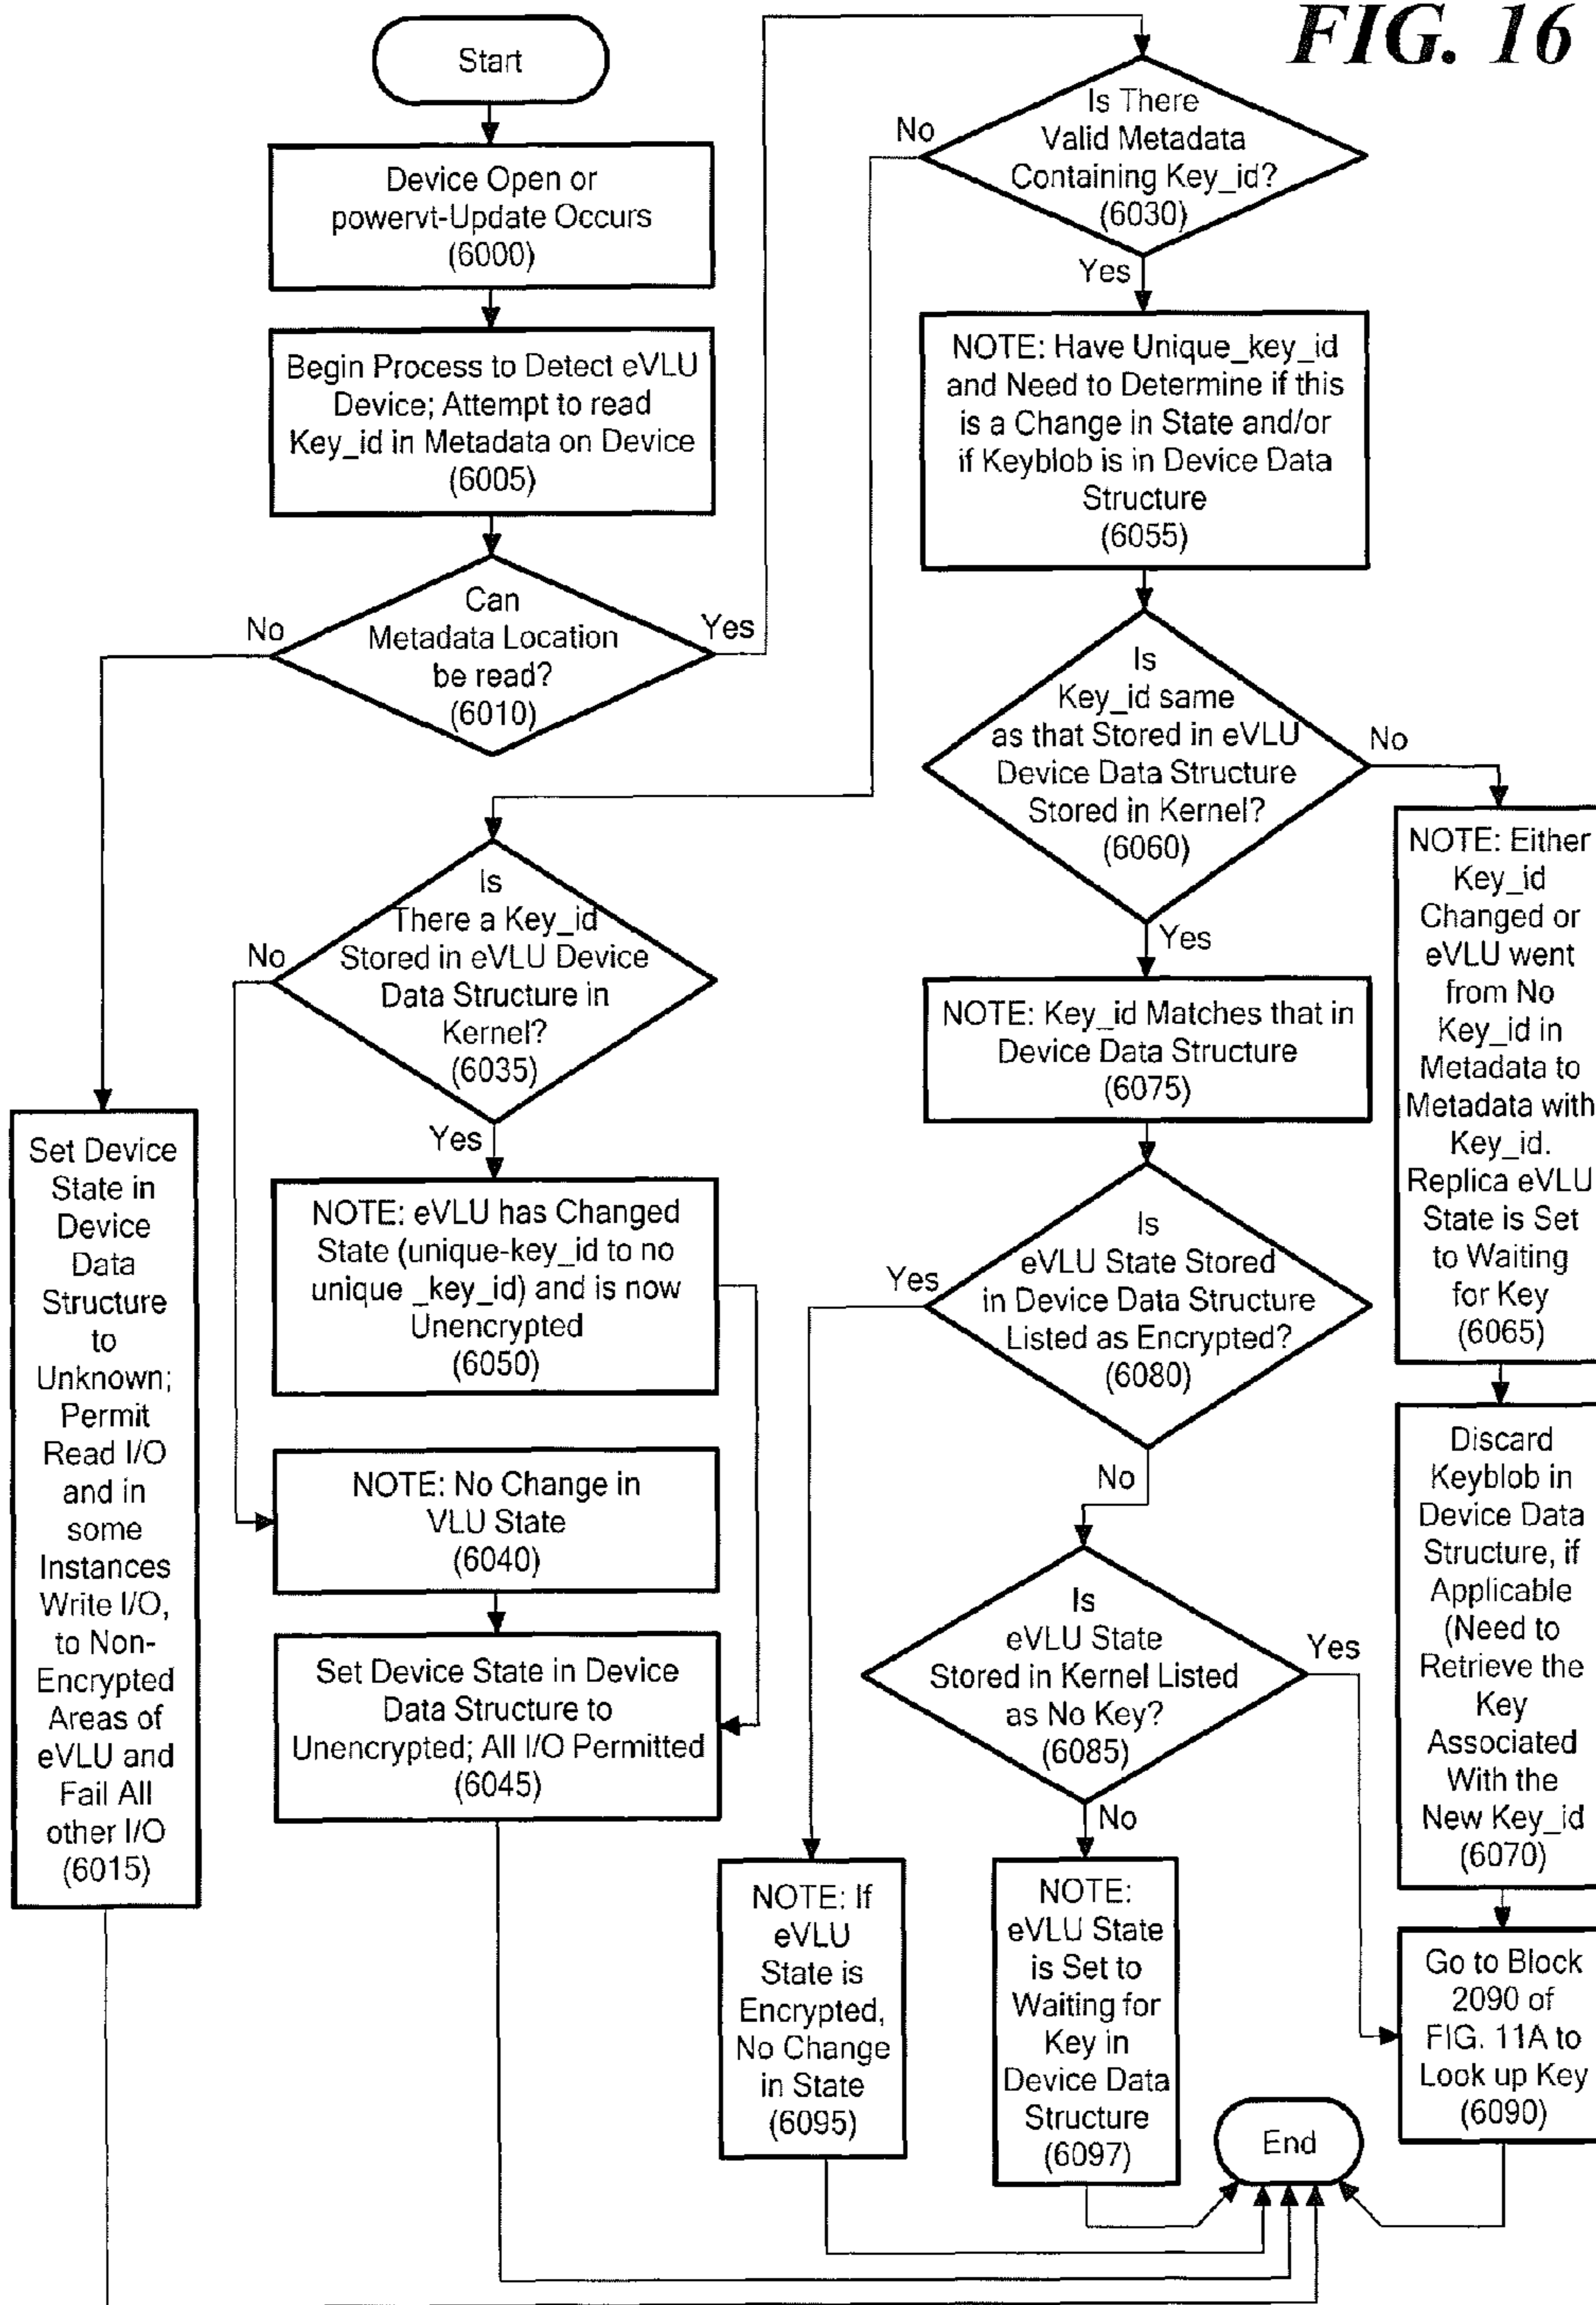 FIG. 16
Start
Device Open or
powervt-Update Occurs
(6000)
Begin Process to Detect eVLU
Device; Attempt to read
Key_id in Metadata on Device
(6005)
Can
Metadata Location
be read?
(6010)
No
Yes
Set Device
State in
Device
Data
Structure
to
Unknown;
Permit
Read I/O
and in
some
Instances
Write I/O,
to Non-
Encrypted
Areas of
eVLU and
Fail All
other I/O
(6015)
Is There
Valid Metadata
Containing Key_id?
(6030)
No
Yes
Is
There a Key_id
Stored in eVLU Device
Data Structure in
Kernel?
(6035)
No
Yes
NOTE: eVLU has Changed
State (unique-key_id to no
unique _key_id) and is now
Unencrypted
(6050)
NOTE: No Change in
VLU State
(6040)
Set Device State in Device
Data Structure to
Unencrypted; All I/O Permitted
(6045)
NOTE: Have Unique_key_id
and Need to Determine if this
is a Change in State and/or
if Keyblob is in Device Data
Structure
(6055)
Is
Key_id same
as that Stored in eVLU
Device Data Structure
Stored in Kernel?
(6060)
No
Yes
NOTE: Either
Key_id
Changed or
eVLU went
from No
Key_id in
Metadata to
Metadata with
Key_id.
Replica eVLU
State is Set
to Waiting
for Key
(6065)
Discard
Keyblob in
Device Data
Structure, if
Applicable
(Need to
Retrieve the
Key
Associated
With the
New Key_id
(6070)
Go to Block
2090 of
FIG. 11A to
Look up Key
(6090)
NOTE: Key_id Matches that in
Device Data Structure
(6075)
Is
eVLU State Stored
in Device Data Structure
Listed as Encrypted?
(6080)
Yes
No
Is
eVLU State
Stored in Kernel Listed
as No Key?
(6085)
Yes
No
NOTE: If
eVLU
State is
Encrypted,
No Change
in State
(6095)
NOTE:
eVLU State
is Set to
Waiting for
Key in
Device Data
Structure
(6097)
End